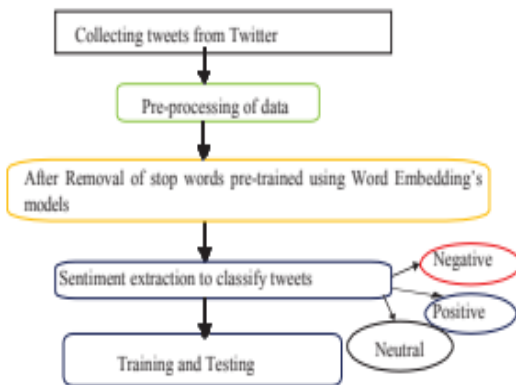 Collecting tweets from Twitter
Pre-processing of data
After Removal of stop words pre-trained using Word Embedding's
models
Sentiment extraction to classify tweets
Negative
Positive
Neutral
Training and Testing